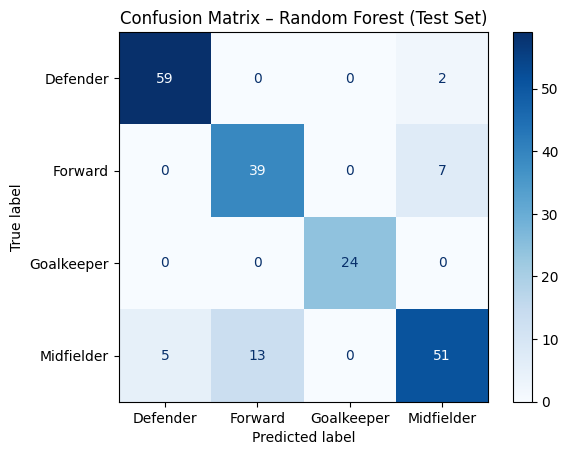 Confusion Matrix – Random Forest (Test Set)
True label
Defender 59 0 0 2
Forward 0 39 0 7
Goalkeeper 0 0 24 0
Midfielder 5 13 0 51
Defender Forward Goalkeeper Midfielder
Predicted label
50
40
30
20
10
0